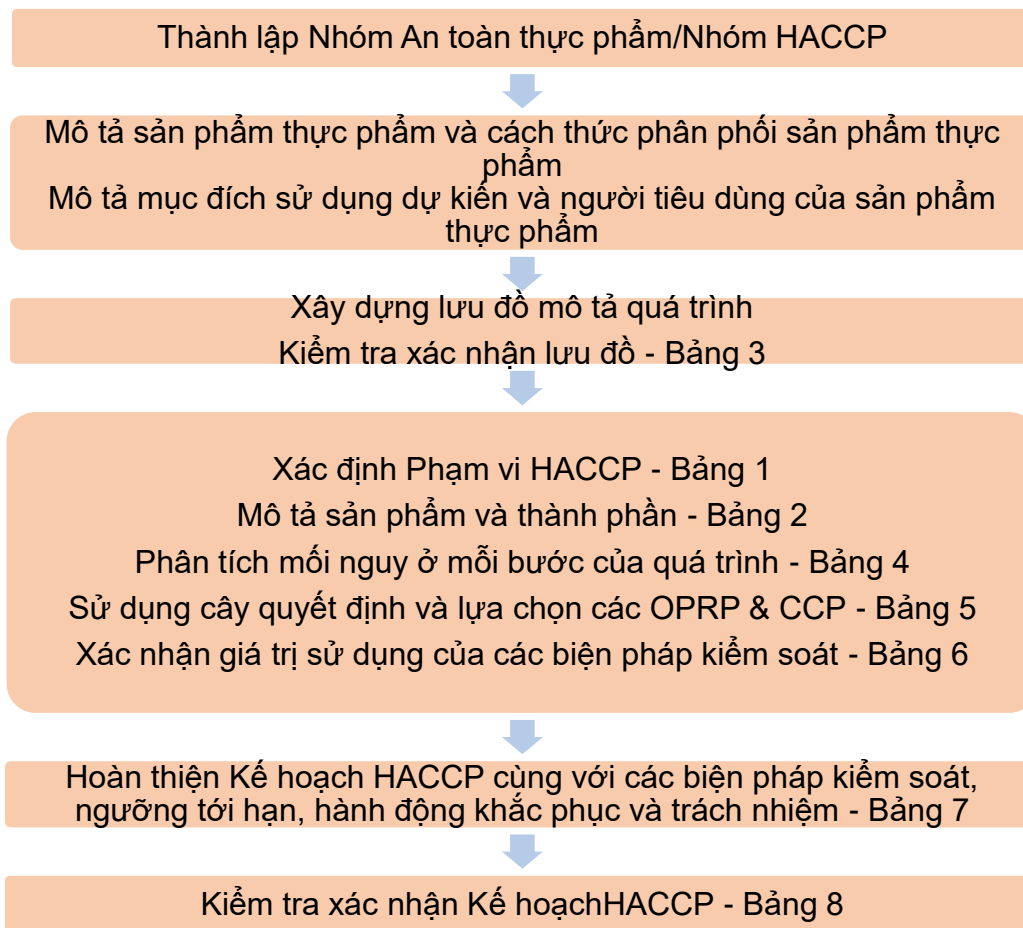 Thành lập Nhóm An toàn thực phẩm/Nhóm HACCP
Mô tả sản phẩm thực phẩm và cách thức phân phối sản phẩm thực
phẩm
Mô tả mục đích sử dụng dự kiến và người tiêu dùng của sản phẩm
thực phẩm
Xây dựng lưu đồ mô tả quá trình
Kiểm tra xác nhận lưu đồ - Bảng 3
Xác định Phạm vi HACCP - Bảng 1
Mô tả sản phẩm và thành phần - Bảng 2
Phân tích mối nguy ở mỗi bước của quá trình - Bảng 4
Sử dụng cây quyết định và lựa chọn các OPRP & CCP - Bảng 5
Xác nhận giá trị sử dụng của các biện pháp kiểm soát - Bảng 6
Hoàn thiện Kế hoạch HACCP cùng với các biện pháp kiểm soát,
ngưỡng tới hạn, hành động khắc phục và trách nhiệm - Bảng 7
Kiểm tra xác nhận Kế hoạchHACCP - Bảng 8